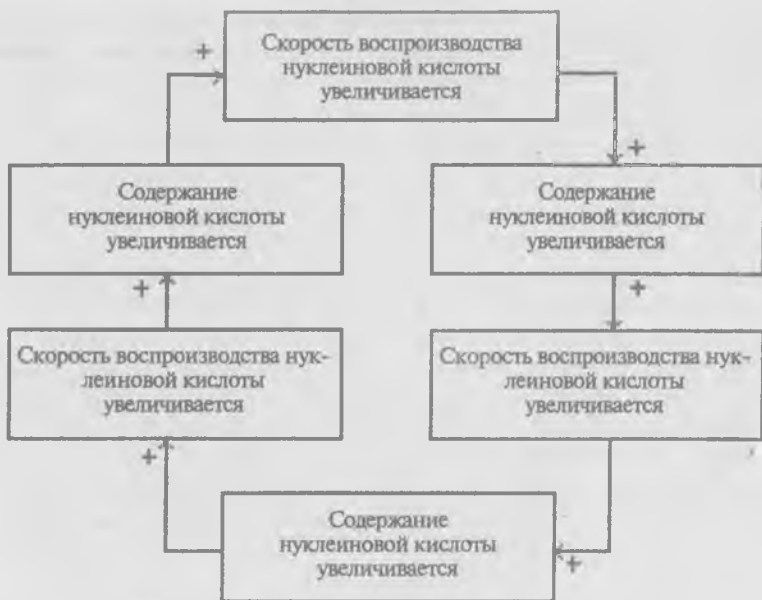 +
Скорость воспроизводства
нуклеиновой кислоты
увеличивается
+
Содержание
нуклеиновой кислоты
увеличивается
Содержание
нуклеиновой кислоты
увеличивается
+
+
Скорость воспроизводства нук-
леиновой кислоты
увеличивается
Скорость воспроизводства нук-
леиновой кислоты
увеличивается
+
Содержание
нуклеиновой кислоты
увеличивается
+